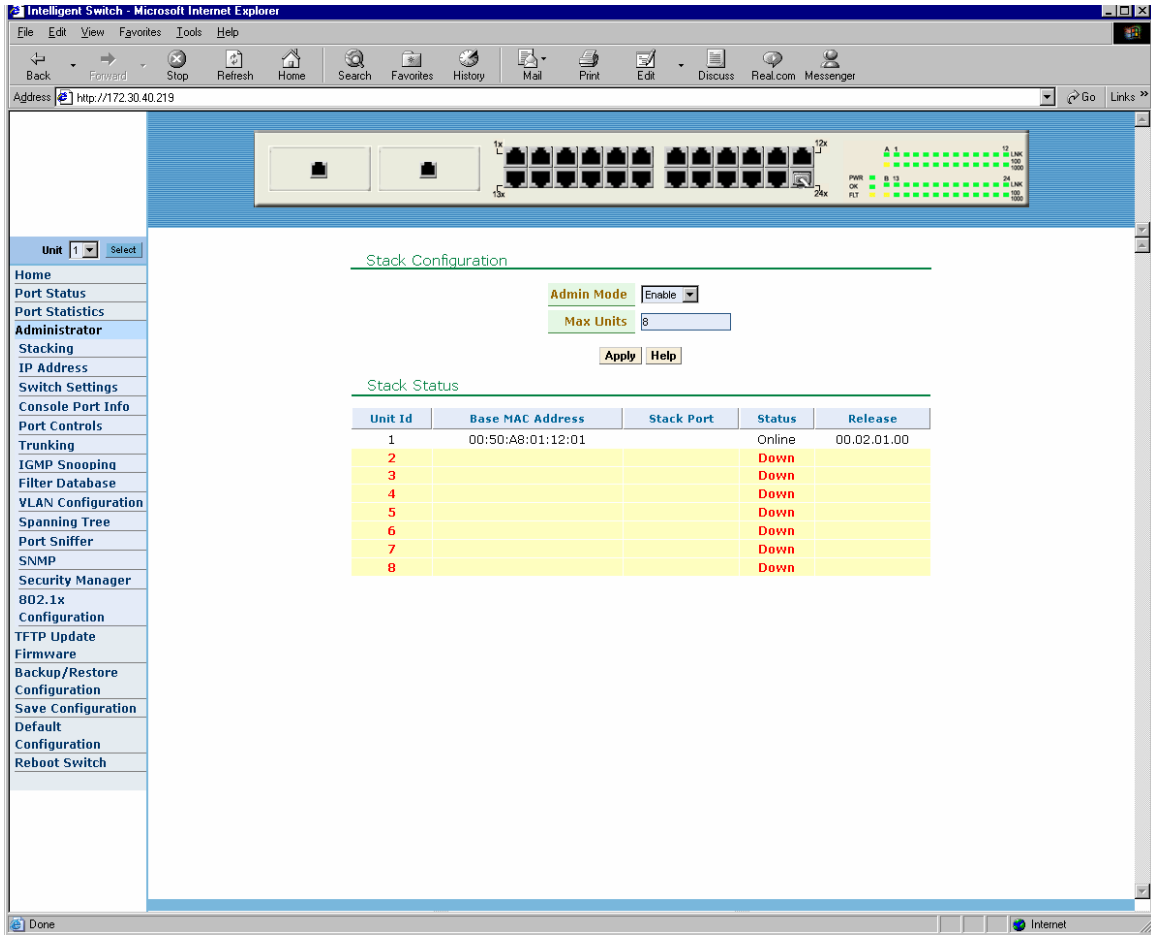 Intelligent Switch - Microsoft Internet Explorer
File Edit View Favorites Tools Help
Back Forward Stop Refresh Home Search Favorites History Mail Print Edit Discuss Real.com Messenger
Address http://172.30.40.219 Go Links »
1x 12x
13x 24x
A 1 12 LNK
100
1000
PWR B 13 24
OK LNK
FLT 100
1000
Unit 1 Select
Home
Port Status
Port Statistics
Administrator
Stacking
IP Address
Switch Settings
Console Port Info
Port Controls
Trunking
IGMP Snooping
Filter Database
VLAN Configuration
Spanning Tree
Port Sniffer
SNMP
Security Manager
802.1x
Configuration
TFTP Update
Firmware
Backup/Restore
Configuration
Save Configuration
Default
Configuration
Reboot Switch
Stack Configuration
Admin Mode Enable
Max Units 8
Apply Help
Stack Status
Unit Id Base MAC Address Stack Port Status Release
1 00:50:A8:01:12:01 Online 00.02.01.00
2 Down
3 Down
4 Down
5 Down
6 Down
7 Down
8 Down
Done Internet